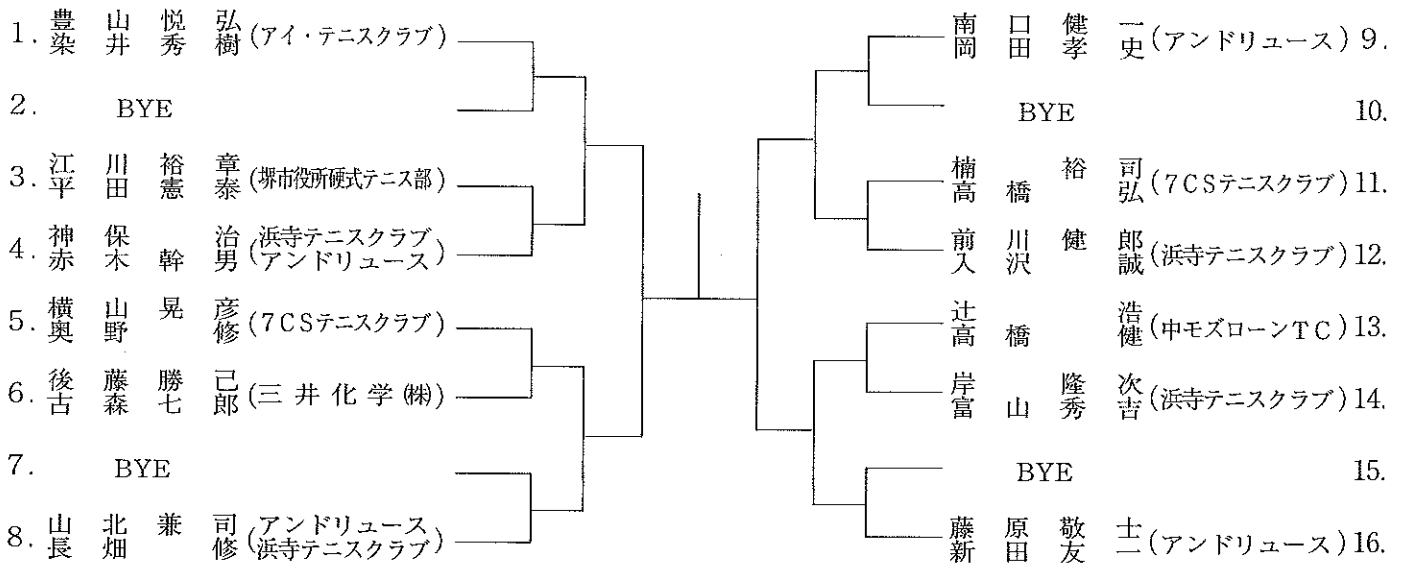 1. 豊山悦弘
染井秀樹 (アイ・テニスクラブ)
2. BYE
3. 江川裕章
平田憲泰 (堺市役所硬式テニス部)
4. 神保治 (浜寺テニスクラブ
赤木幹男 アンドリュース)
5. 横山晃彦
奥野修 (7CSテニスクラブ)
6. 後藤勝己
古森七郎 (三井化学㈱)
7. BYE
8. 山北兼司 (アンドリュース
長畑修 浜寺テニスクラブ)
南口健一
岡田孝史 (アンドリュース) 9.
BYE 10.
楠裕司
高橋弘 (7CSテニスクラブ) 11.
前川健郎
入沢誠 (浜寺テニスクラブ) 12.
辻浩
高橋健 (中モズローンTC) 13.
岸隆次
富山秀吉 (浜寺テニスクラブ) 14.
BYE 15.
藤原敬士
新田友一 (アンドリュース) 16.